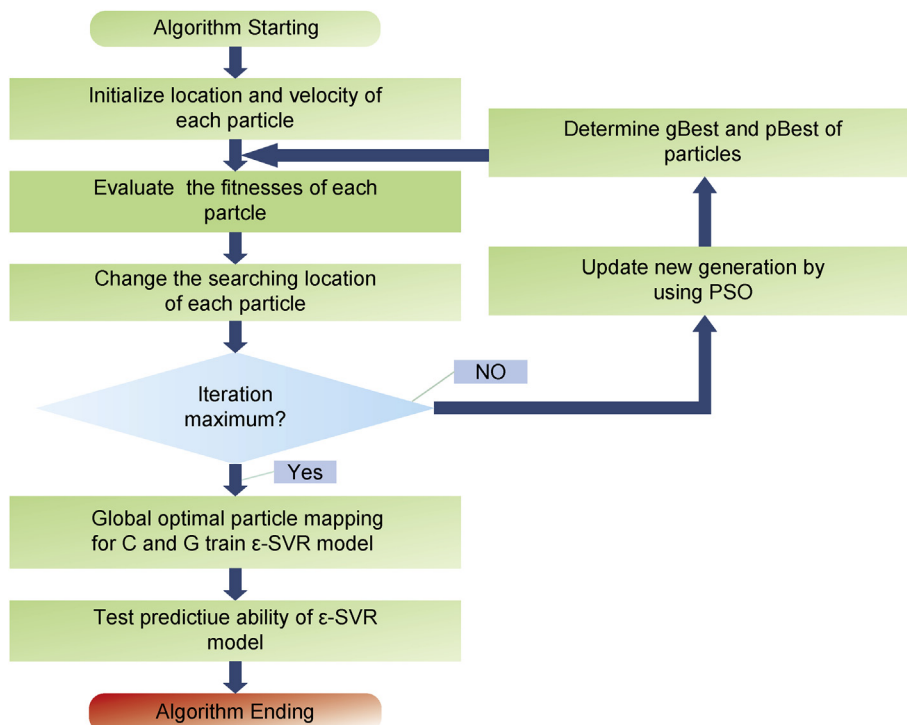 Algorithm Starting
Initialize location and velocity of
each particle
Determine gBest and pBest of
particles
Evaluate the fitnesses of each
partcle
Change the searching location
of each particle
Update new generation by
using PSO
NO
Iteration
maximum?
Yes
Global optimal particle mapping
for C and G train ε-SVR model
Test predictiue ability of ε-SVR
model
Algorithm Ending